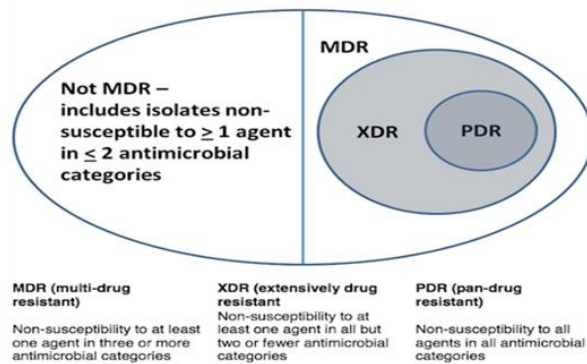 Not MDR –
includes isolates non-
susceptible to ≥ 1 agent
in ≤ 2 antimicrobial
categories
MDR
XDR
PDR
MDR (multi-drug
resistant)
Non-susceptibility to at least
one agent in three or more
antimicrobial categories
XDR (extensively drug
resistant
Non-susceptibility to at
least one agent in all but
two or fewer antimicrobial
categories
PDR (pan-drug
resistant)
Non-susceptibility to all
agents in all antimicrobial
categories